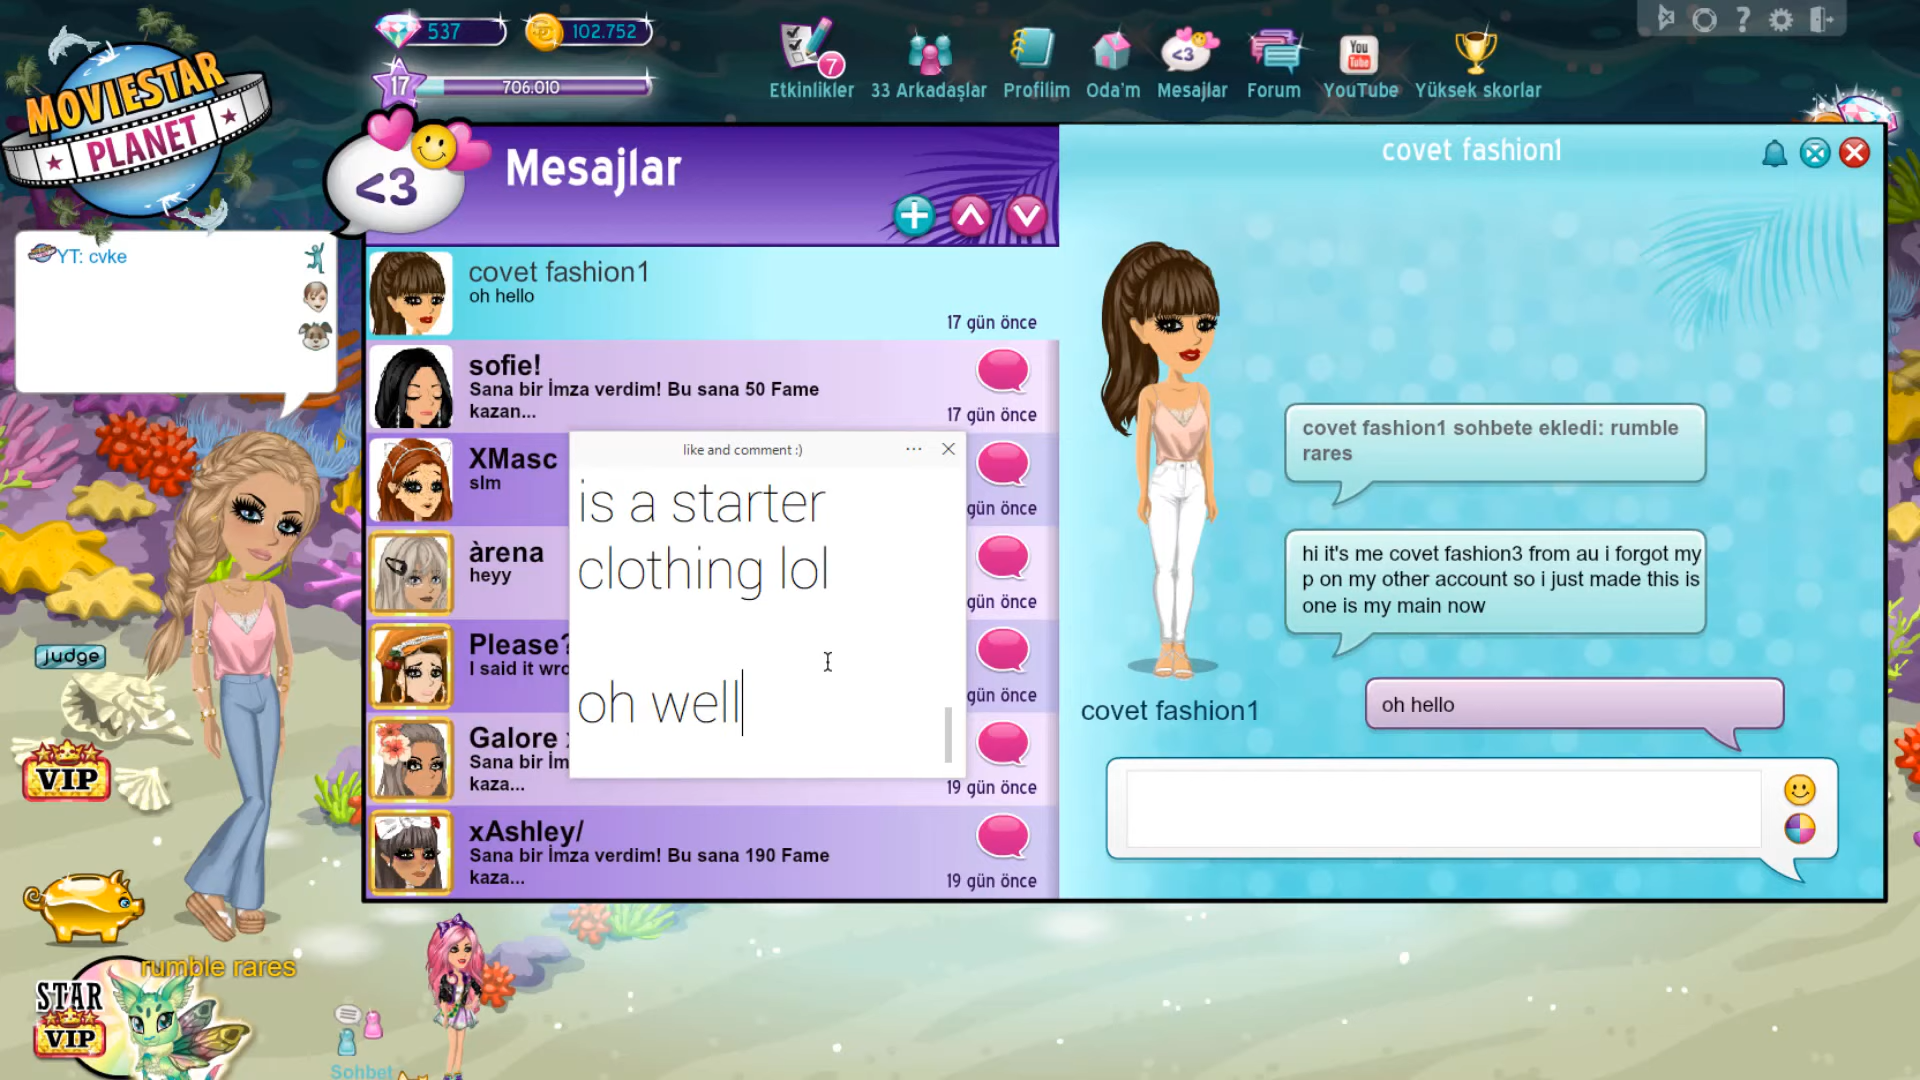 537
102.752
17
706.010
MOVIESTAR
PLANET
7
<3
You
Tube
Etkinlikler
33 Arkadaşlar
Profilim
Oda'm
Mesajlar
Forum
YouTube
Yüksek skorlar
?
<3
Mesajlar
covet fashion1
YT: cvke
covet fashion1
oh hello
17 gün önce
sofie!
Sana bir İmza verdim! Bu sana 50 Fame
kazan...
17 gün önce
XMasc
slm
gün önce
àrena
heyy
gün önce
Please?
I said it wro
gün önce
Galore
Sana bir İm
kaza...
19 gün önce
xAshley/
Sana bir İmza verdim! Bu sana 190 Fame
kaza...
19 gün önce
like and comment :)
is a starter
clothing lol
oh well
covet fashion1 sohbete ekledi: rumble
rares
hi it's me covet fashion3 from au i forgot my
p on my other account so i just made this is
one is my main now
oh hello
covet fashion1
judge
VIP
rumble rares
STAR
VIP
Sohbet